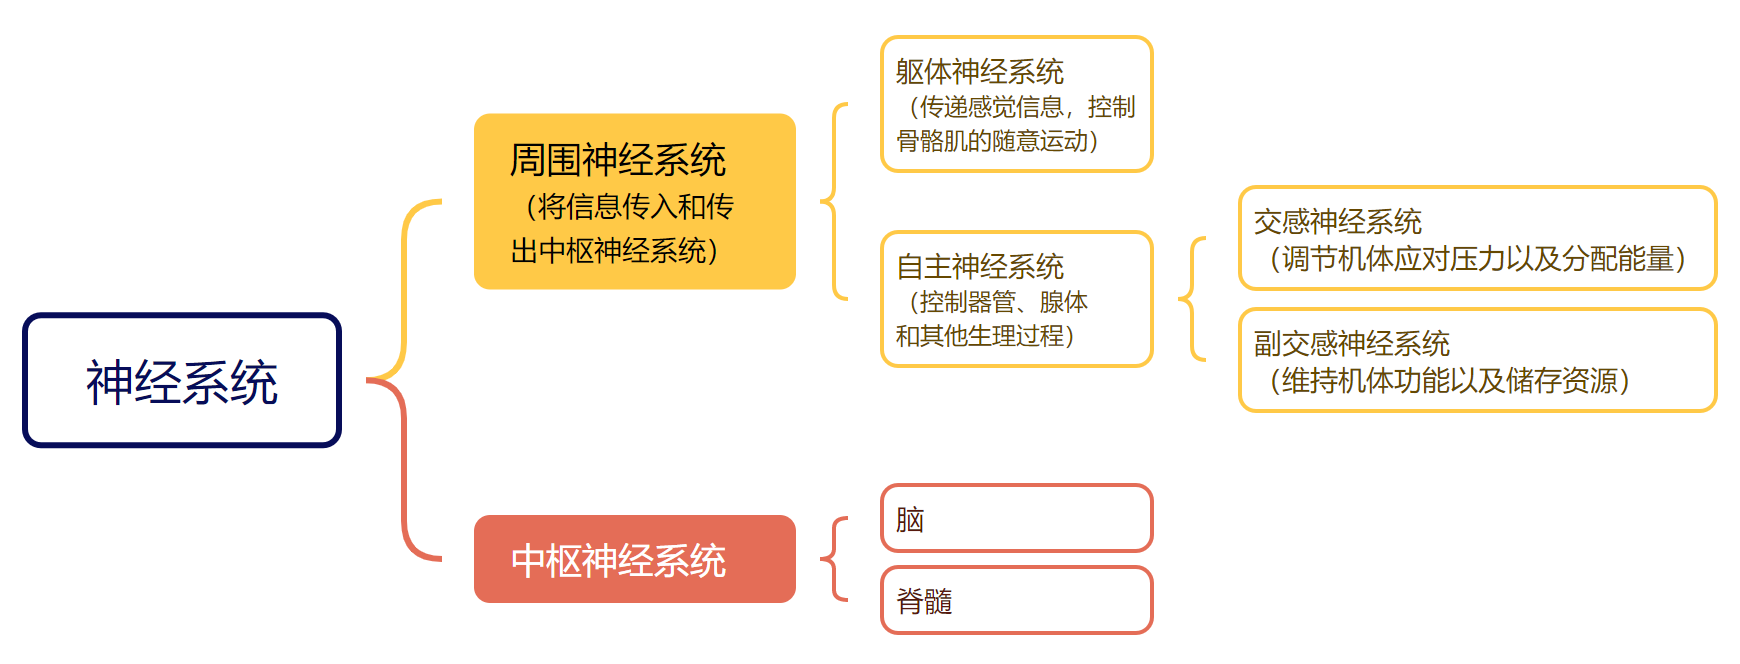 神经系统
周围神经系统
（将信息传入和传
出中枢神经系统）
躯体神经系统
（传递感觉信息，控制
骨骼肌的随意运动）
自主神经系统
（控制器管、腺体
和其他生理过程）
交感神经系统
（调节机体应对压力以及分配能量）
副交感神经系统
（维持机体功能以及储存资源）
中枢神经系统
脑
脊髓